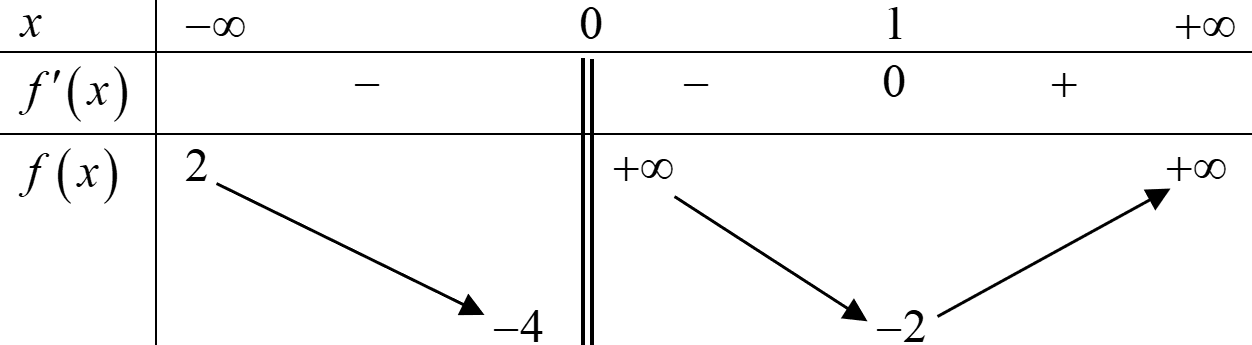 x −∞ 0 1 +∞
f′(x) − − 0 +
f(x) 2 +∞ +∞
−4 −2